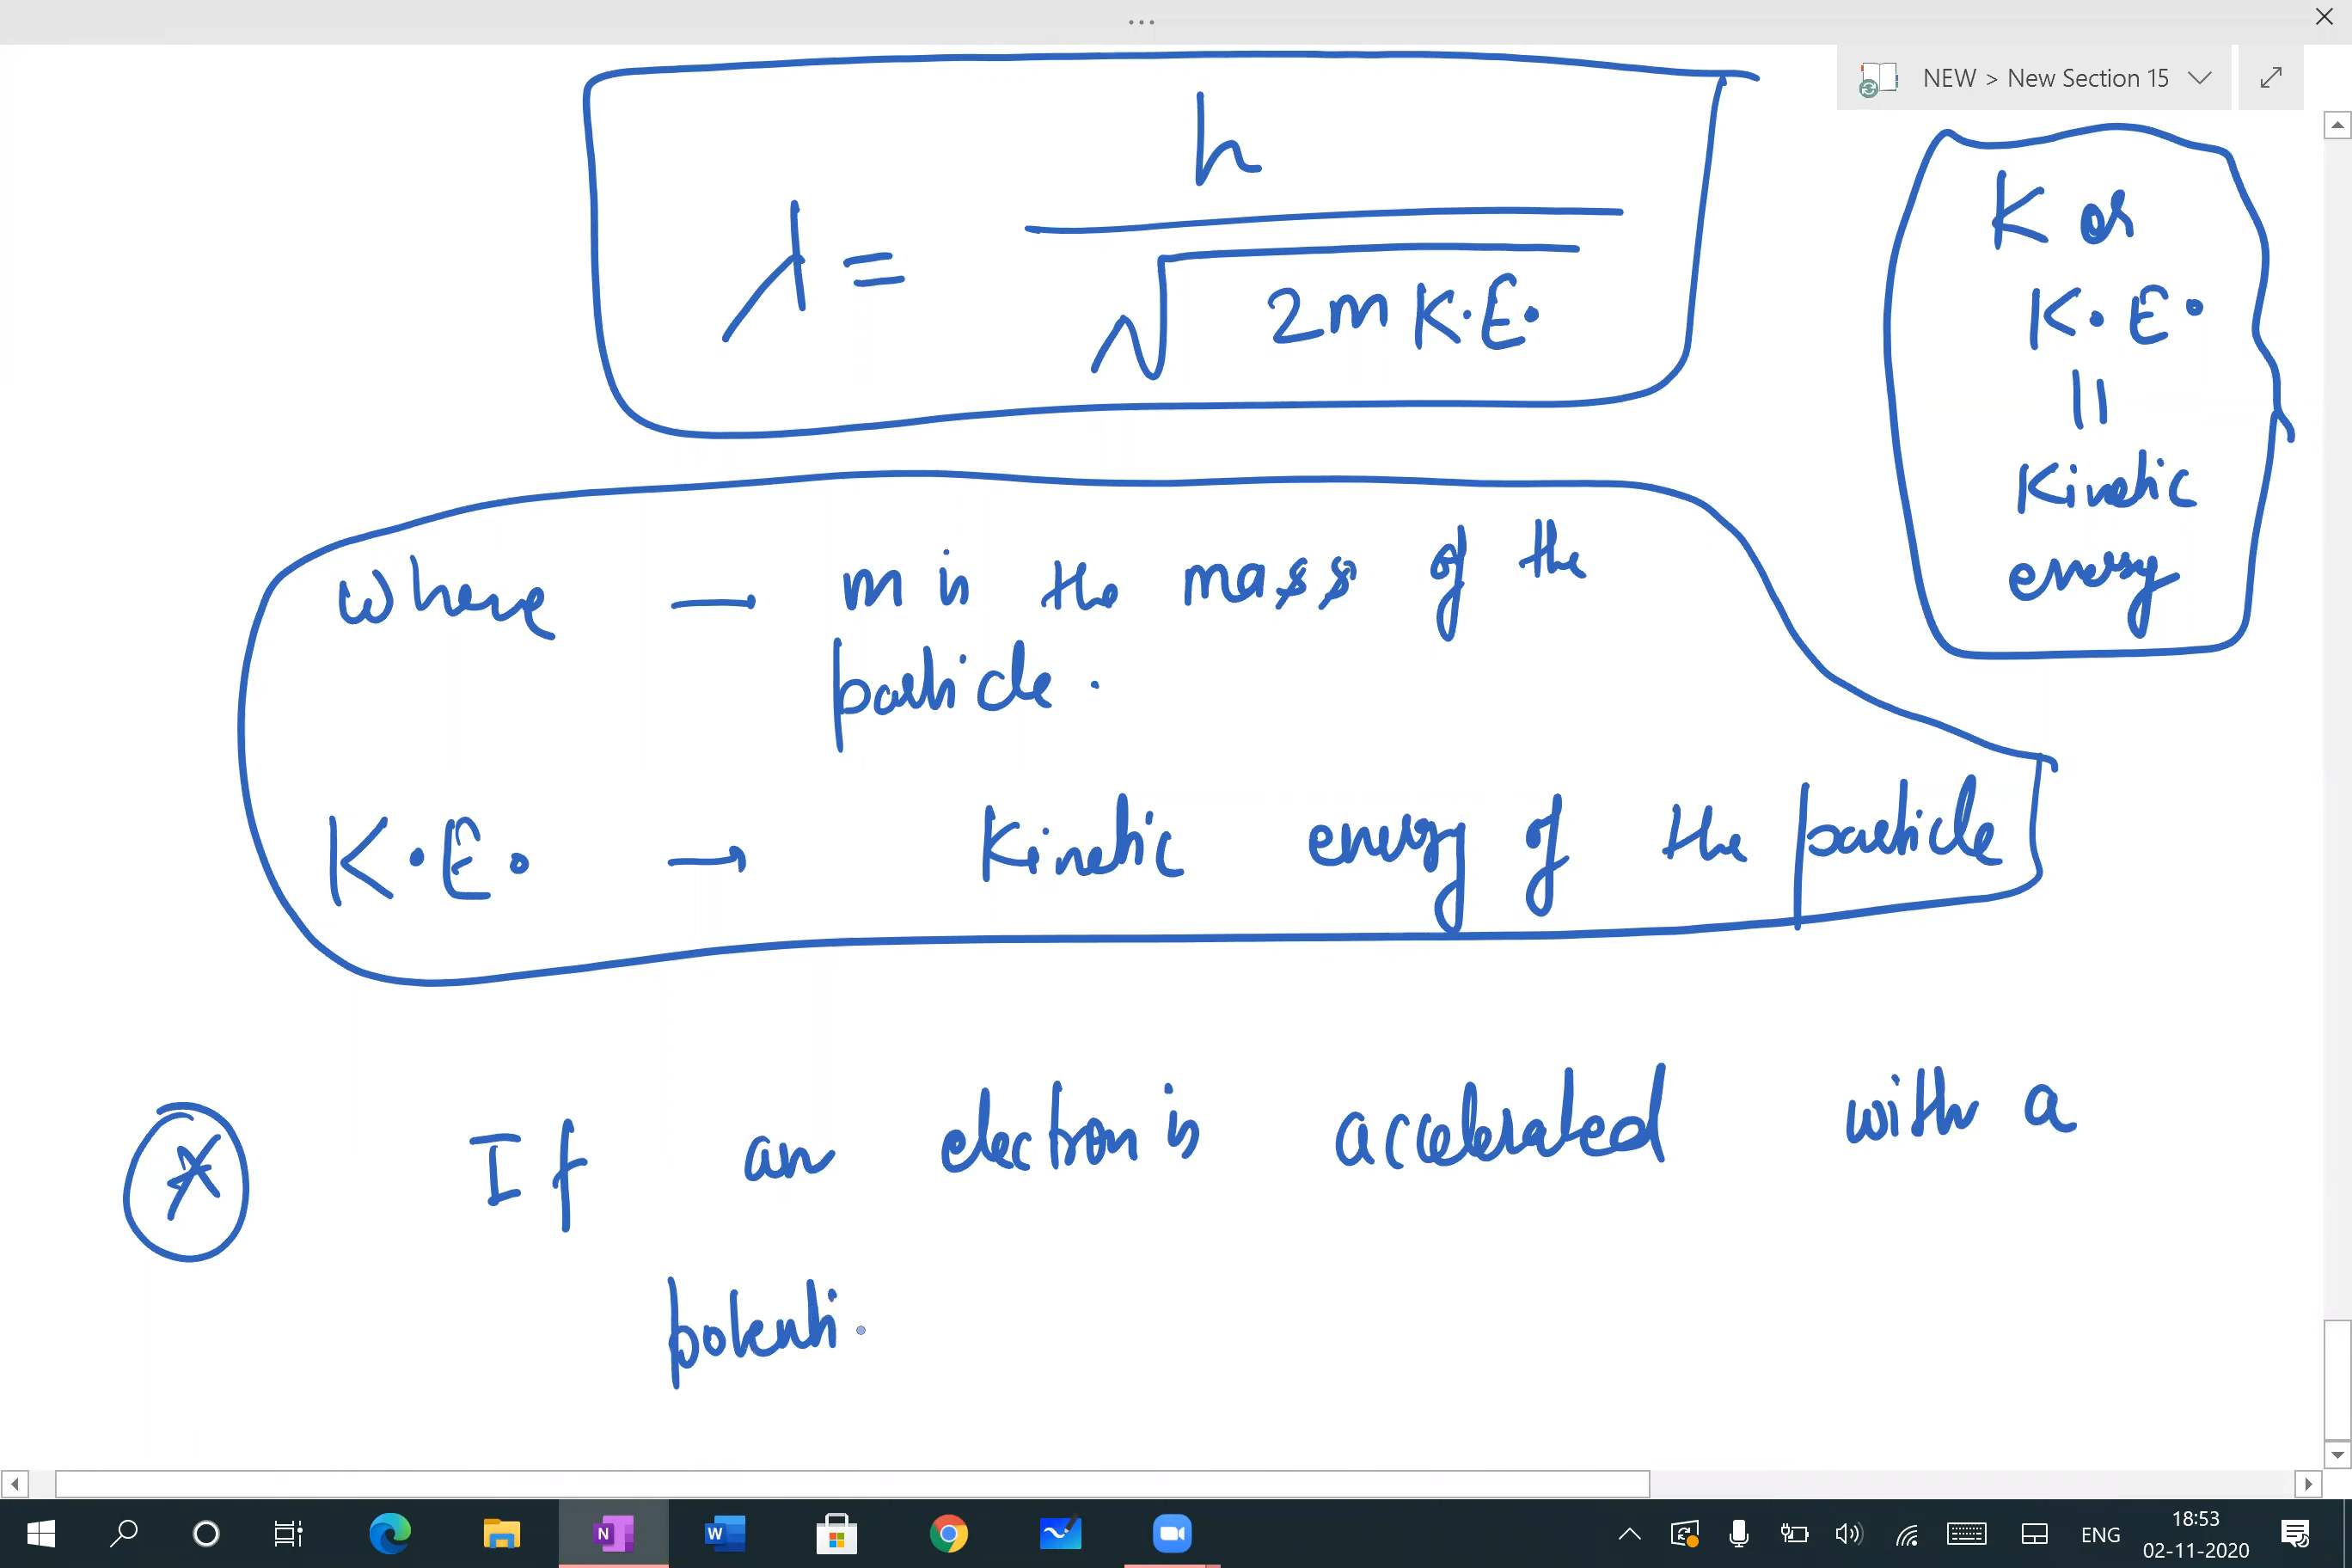 NEW > New Section 15
h
λ =
√2m K.E.
K or
K.E.
=
Kinetic
energy
where — m is the mass of the
particle.
K.E. → Kinetic energy of the particle
If an electron is accelerated with a
potenti
N
W
ENG
18:53
02-11-2020